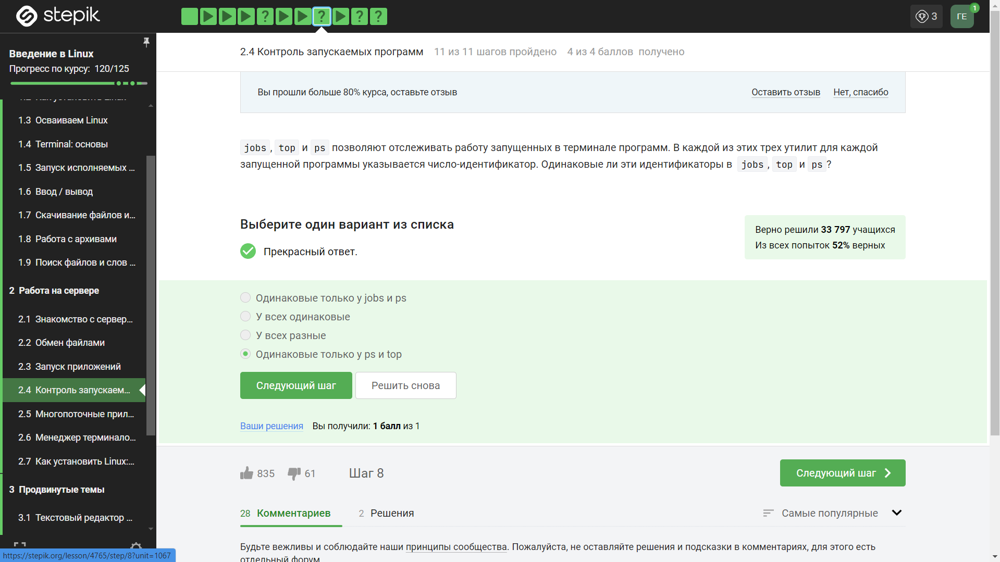 stepik
3
ГЕ
1
Введение в Linux
Прогресс по курсу: 120/125
1.3 Осваиваем Linux
1.4 Terminal: основы
1.5 Запуск исполняемых ...
1.6 Ввод / вывод
1.7 Скачивание файлов и...
1.8 Работа с архивами
1.9 Поиск файлов и слов ...
2 Работа на сервере
2.1 Знакомство с сервер...
2.2 Обмен файлами
2.3 Запуск приложений
2.4 Контроль запускаем...
2.5 Многопоточные прил...
2.6 Менеджер терминало...
2.7 Как установить Linux:...
3 Продвинутые темы
3.1 Текстовый редактор ...
https://stepik.org/lesson/4765/step/8?unit=1067
2.4 Контроль запускаемых программ 11 из 11 шагов пройдено 4 из 4 баллов получено
Вы прошли больше 80% курса, оставьте отзыв Оставить отзыв Нет, спасибо
jobs, top и ps позволяют отслеживать работу запущенных в терминале программ. В каждой из этих трех утилит для каждой
запущенной программы указывается число-идентификатор. Одинаковые ли эти идентификаторы в jobs, top и ps?
Выберите один вариант из списка
Прекрасный ответ.
Верно решили 33 797 учащихся
Из всех попыток 52% верных
Одинаковые только у jobs и ps
У всех одинаковые
У всех разные
Одинаковые только у ps и top
Следующий шаг Решить снова
Ваши решения Вы получили: 1 балл из 1
835 61 Шаг 8 Следующий шаг
28 Комментариев 2 Решения Самые популярные
Будьте вежливы и соблюдайте наши принципы сообщества. Пожалуйста, не оставляйте решения и подсказки в комментариях, для этого есть
отдельный форум